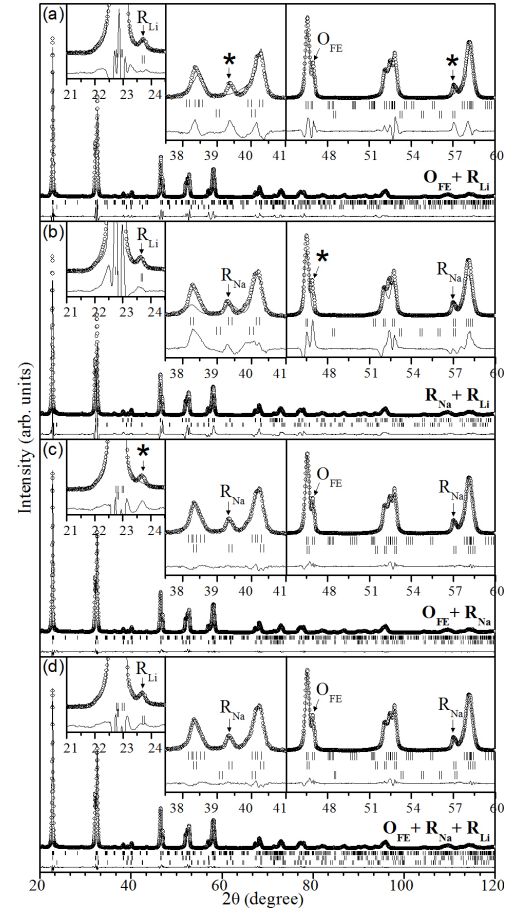 (a)
R_Li
*
O_FE
*
21 22 23 24
38 39 40 41
48 51 54 57 60
O_FE + R_Li
(b)
R_Li
R_Na
*
R_Na
21 22 23 24
38 39 40 41
48 51 54 57 60
R_Na + R_Li
(c)
*
R_Na
O_FE
R_Na
21 22 23 24
38 39 40 41
48 51 54 57 60
O_FE + R_Na
(d)
R_Li
R_Na
O_FE
R_Na
21 22 23 24
38 39 40 41
48 51 54 57 60
O_FE + R_Na + R_Li
20 40 60 80 100 120
2θ (degree)
Intensity (arb. units)